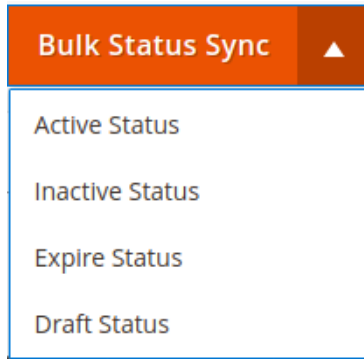 Bulk Status Sync
Active Status
Inactive Status
Expire Status
Draft Status